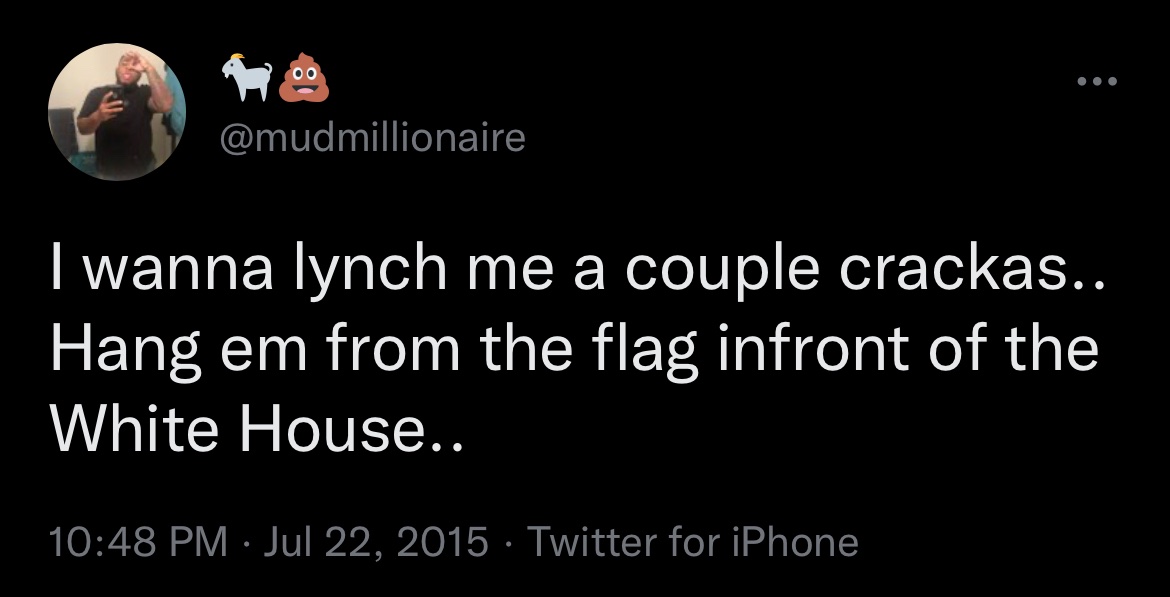 🐐💩
@mudmillionaire
I wanna lynch me a couple crackas..
Hang em from the flag infront of the
White House..
10:48 PM · Jul 22, 2015 · Twitter for iPhone